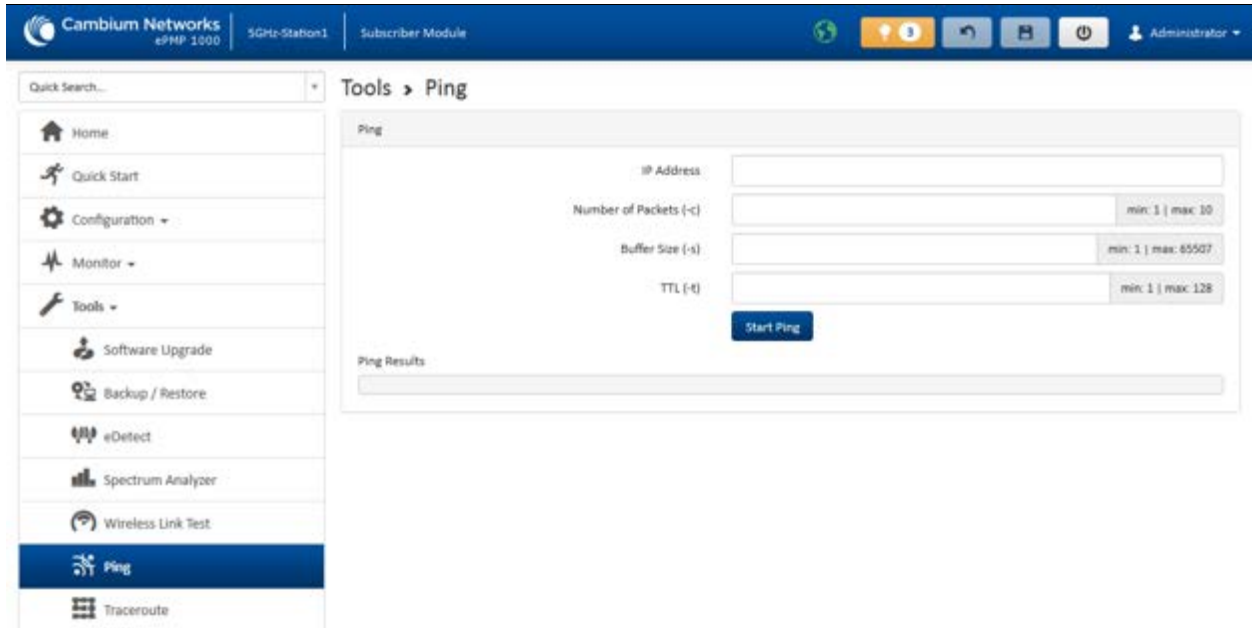 Cambium Networks
ePMP 1000
5GHz-Station1
Subscriber Module
3
Administrator
Quick Search...
Tools > Ping
Home
Quick Start
Configuration
Monitor
Tools
Software Upgrade
Backup / Restore
eDetect
Spectrum Analyzer
Wireless Link Test
Ping
Traceroute
Ping
IP Address
Number of Packets (-c)
min: 1 | max: 10
Buffer Size (-s)
min: 1 | max: 65507
TTL (-t)
min: 1 | max: 128
Start Ping
Ping Results